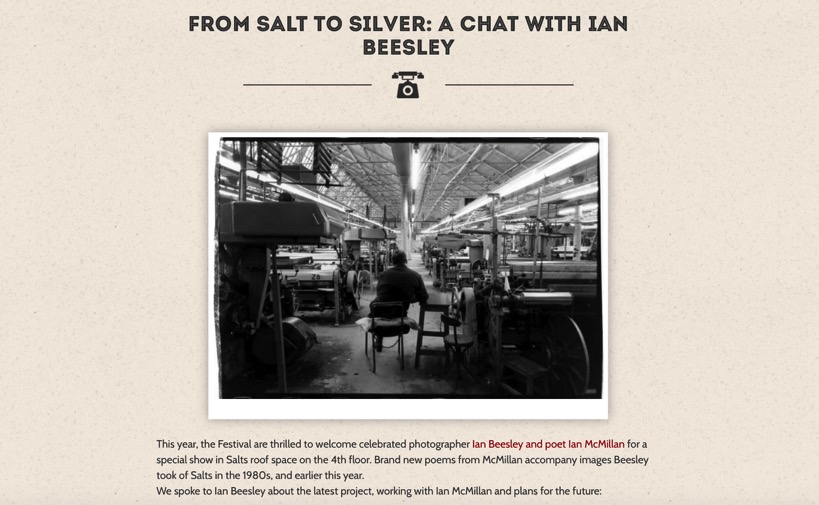 FROM SALT TO SILVER: A CHAT WITH IAN
BEESLEY
This year, the Festival are thrilled to welcome celebrated photographer Ian Beesley and poet Ian McMillan for a
special show in Salts roof space on the 4th floor. Brand new poems from McMillan accompany images Beesley
took of Salts in the 1980s, and earlier this year.
We spoke to Ian Beesley about the latest project, working with Ian McMillan and plans for the future: